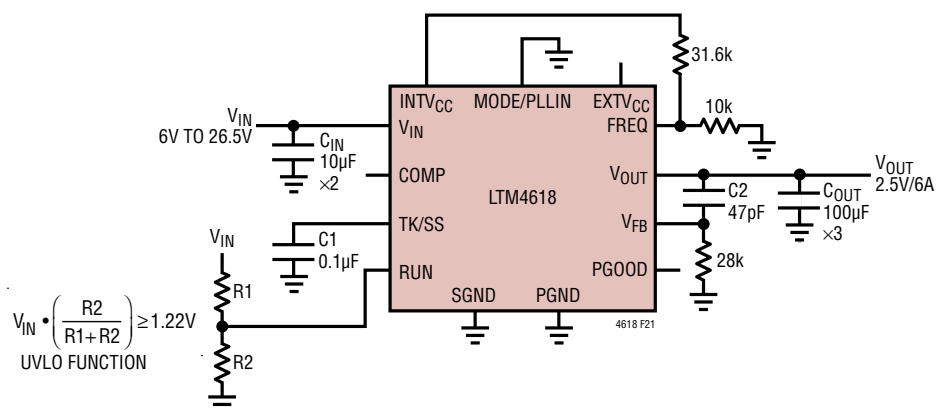 31.6k
INTVCC MODE/PLLIN EXTVCC
10k
VIN
6V TO 26.5V
VIN
FREQ
CIN
10µF
×2
COMP
LTM4618
VOUT
C2
47pF
VOUT
2.5V/6A
COUT
100µF
×3
TK/SS
VFB
C1
0.1µF
VIN
RUN
PGOOD
28k
R1
SGND PGND
4618 F21
VIN • (R2/R1+R2) ≥1.22V
UVLO FUNCTION
R2